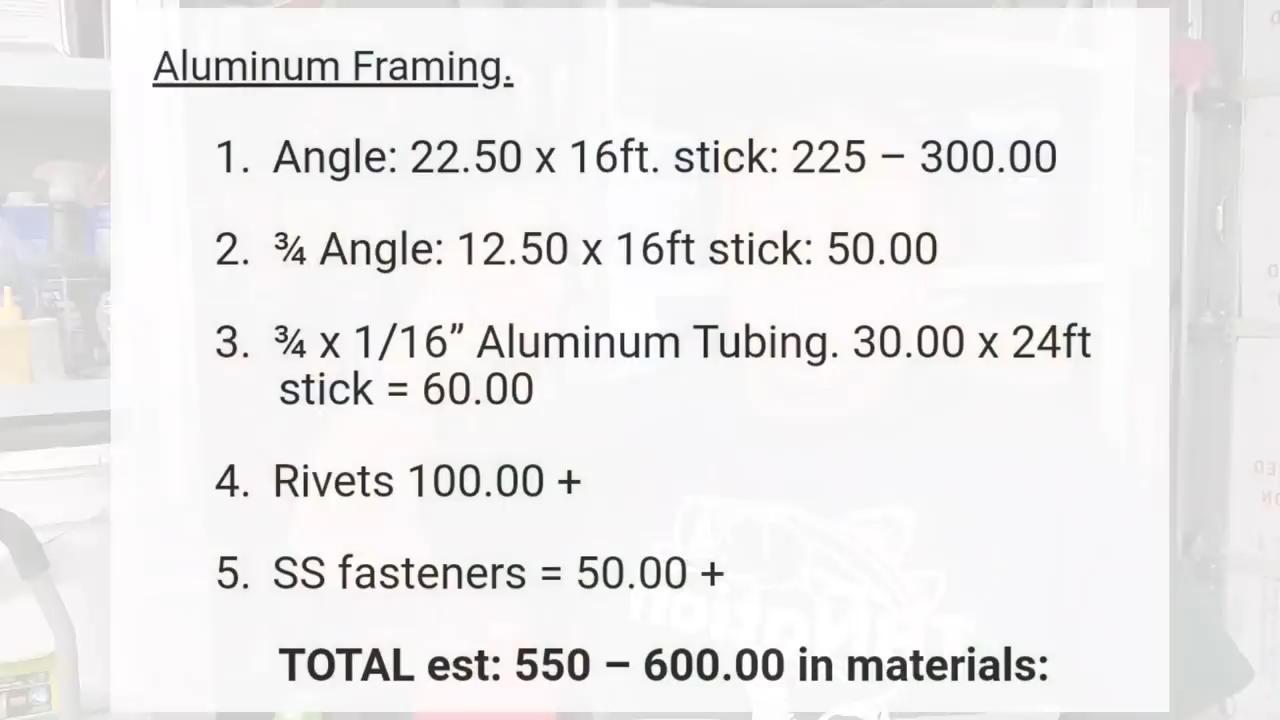 Aluminum Framing.
1. Angle: 22.50 x 16ft. stick: 225 – 300.00
2. ¾ Angle: 12.50 x 16ft stick: 50.00
3. ¾ x 1/16” Aluminum Tubing. 30.00 x 24ft
stick = 60.00
4. Rivets 100.00 +
5. SS fasteners = 50.00 +
TOTAL est: 550 – 600.00 in materials: